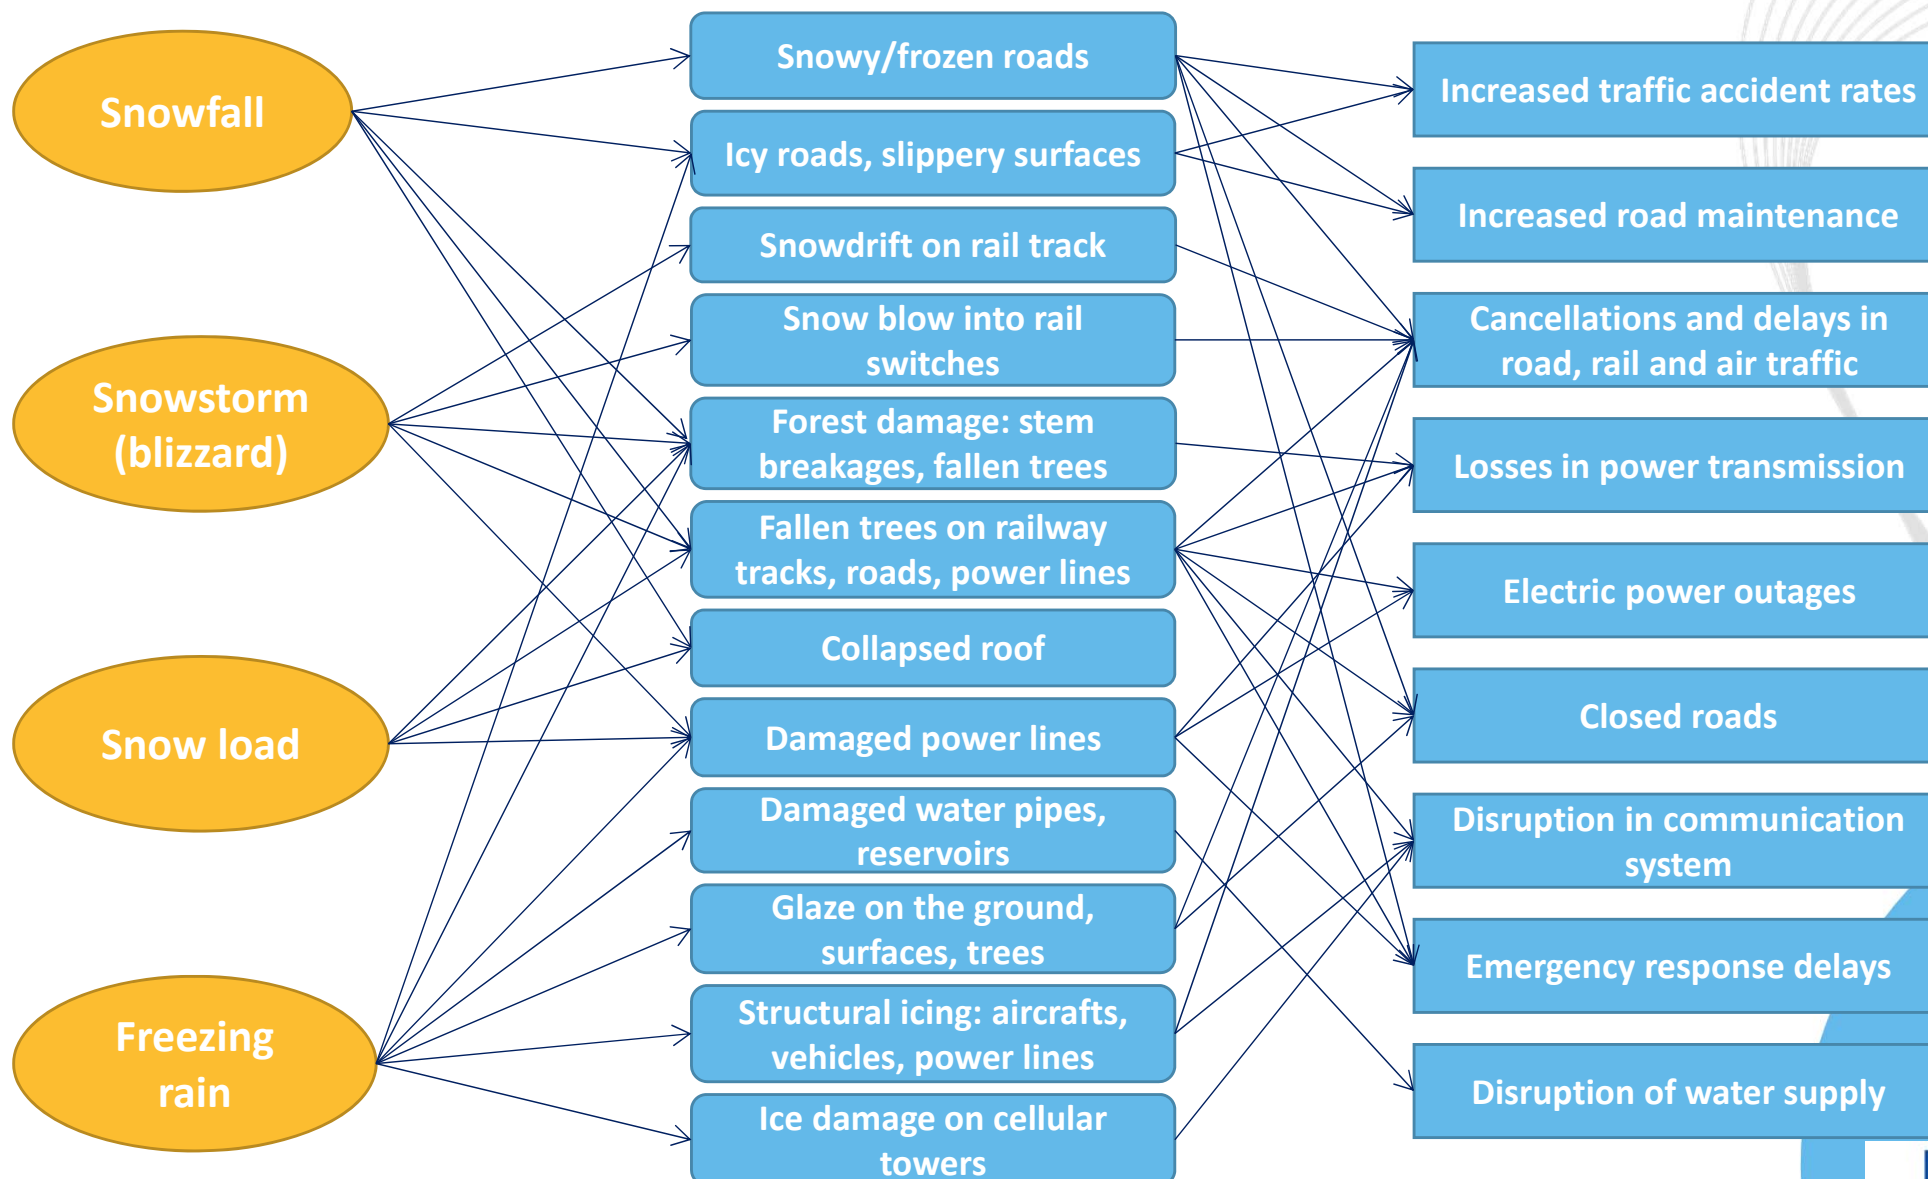 Snowfall
Snowstorm
(blizzard)
Snow load
Freezing
rain
Snowy/frozen roads
Icy roads, slippery surfaces
Snowdrift on rail track
Snow blow into rail
switches
Forest damage: stem
breakages, fallen trees
Fallen trees on railway
tracks, roads, power lines
Collapsed roof
Damaged power lines
Damaged water pipes,
reservoirs
Glaze on the ground,
surfaces, trees
Structural icing: aircrafts,
vehicles, power lines
Ice damage on cellular
towers
Increased traffic accident rates
Increased road maintenance
Cancellations and delays in
road, rail and air traffic
Losses in power transmission
Electric power outages
Closed roads
Disruption in communication
system
Emergency response delays
Disruption of water supply